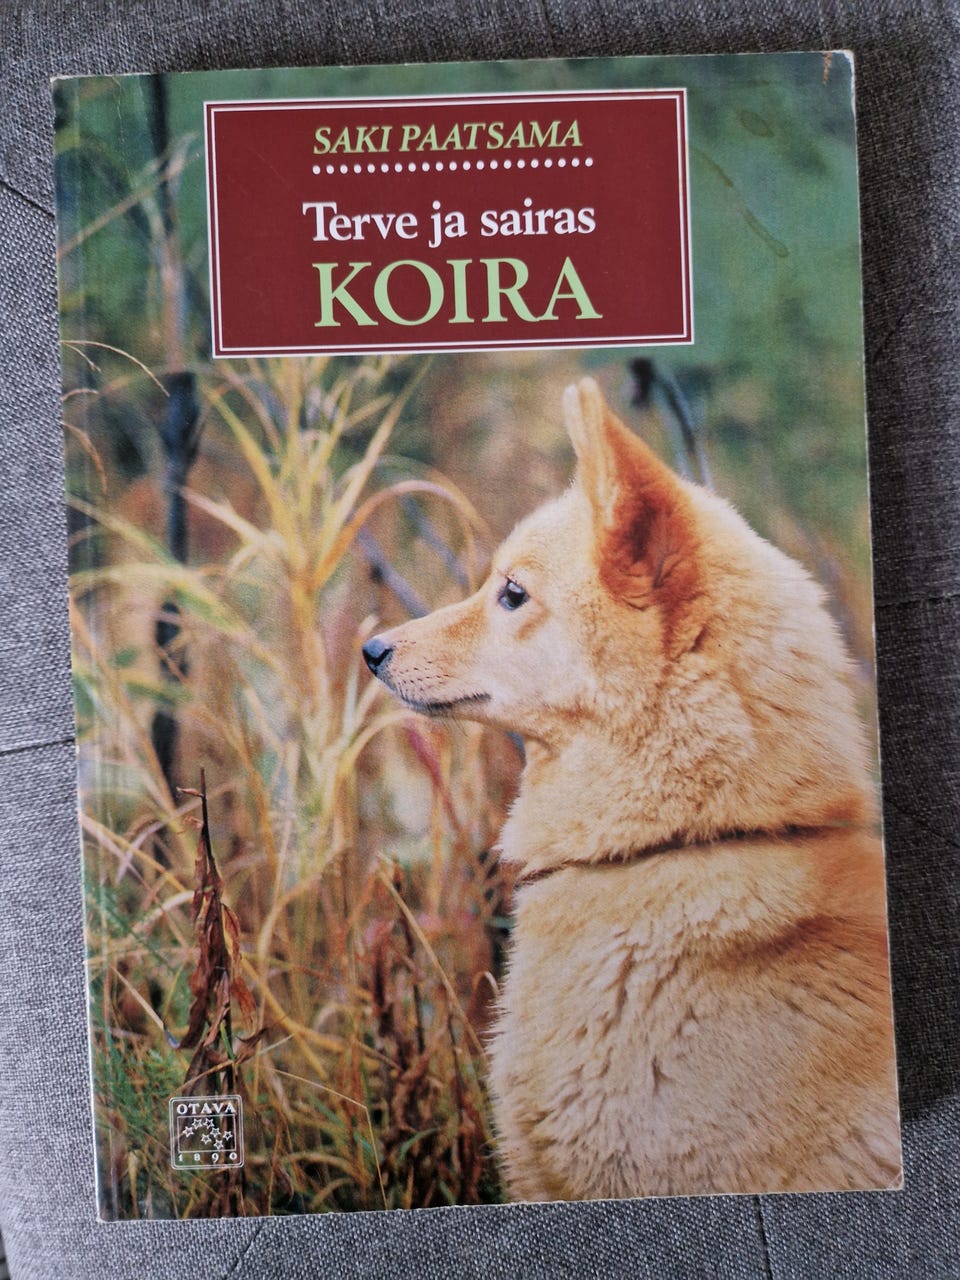 SAKI PAATSAMA
Terve ja sairas
KOIRA
OTAVA
1890